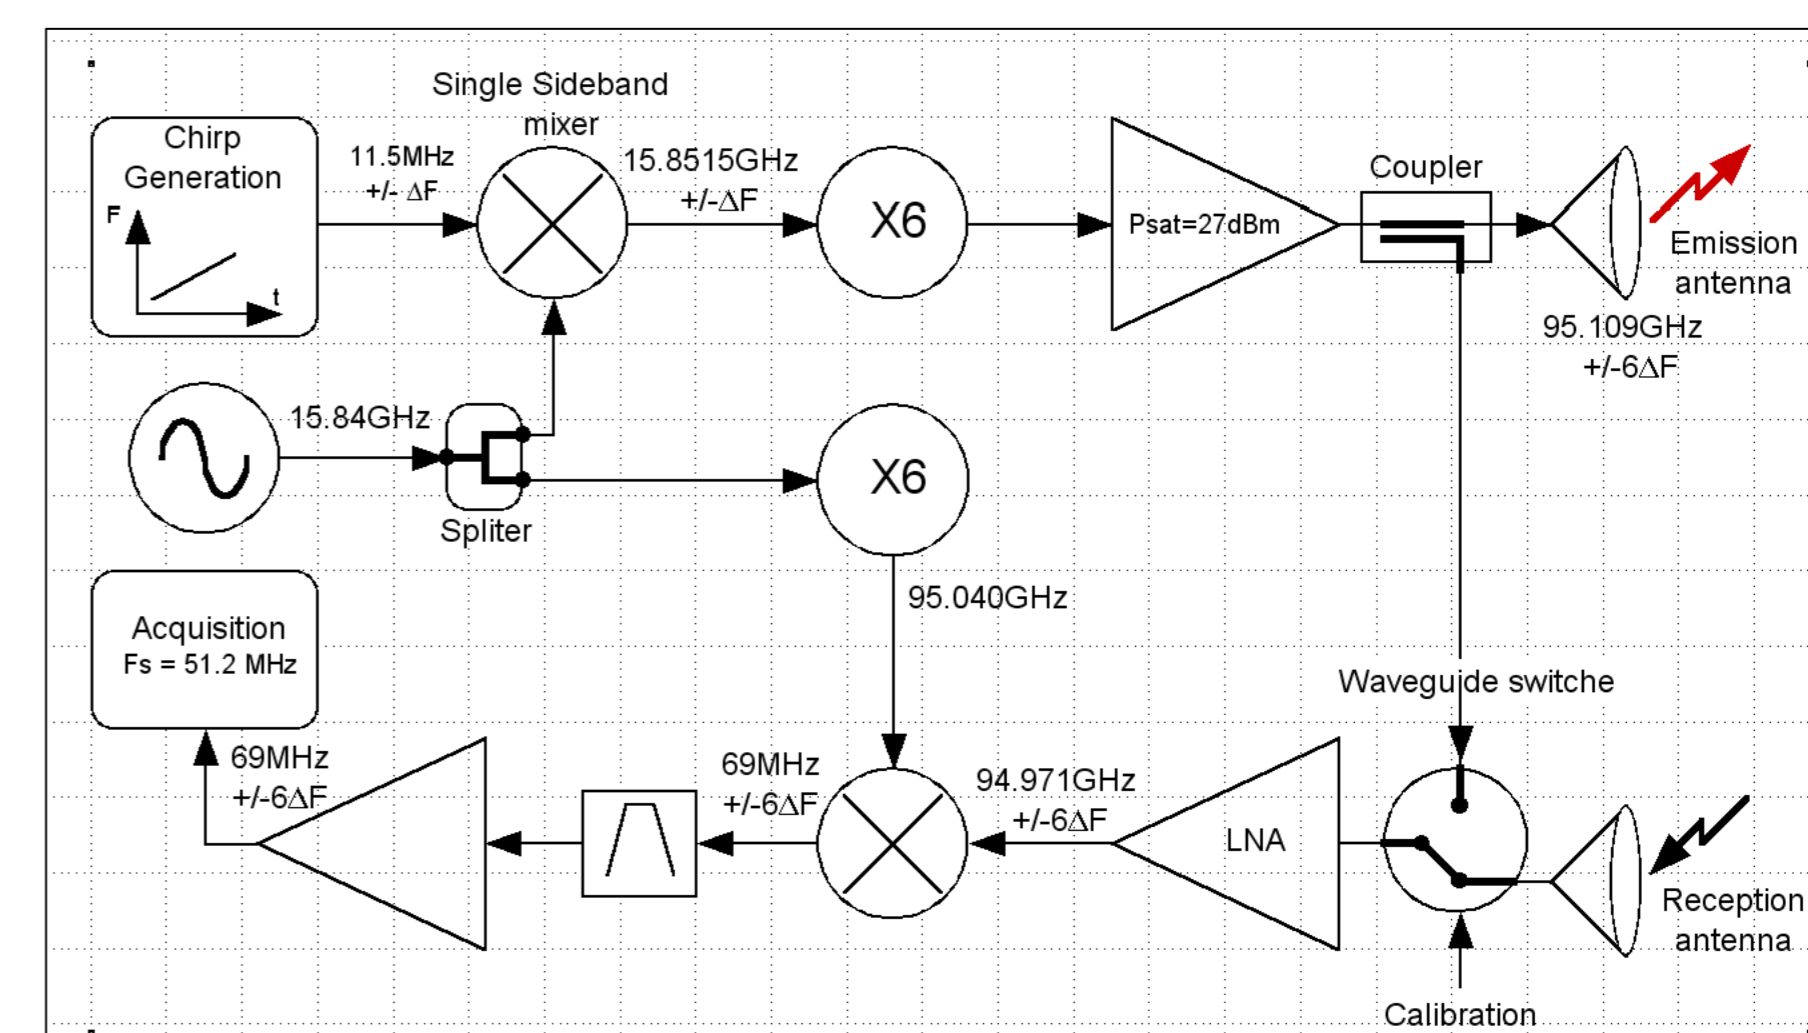 Single Sideband
mixer
Chirp
Generation
F
t
11.5MHz
+/- ΔF
15.8515GHz
+/-ΔF
X6
Psat=27dBm
Coupler
Emission
antenna
95.109GHz
+/-6ΔF
15.84GHz
Spliter
X6
95.040GHz
Acquisition
Fs = 51.2 MHz
69MHz
+/-6ΔF
69MHz
+/-6ΔF
94.971GHz
+/-6ΔF
LNA
Waveguide switche
Reception
antenna
Calibration